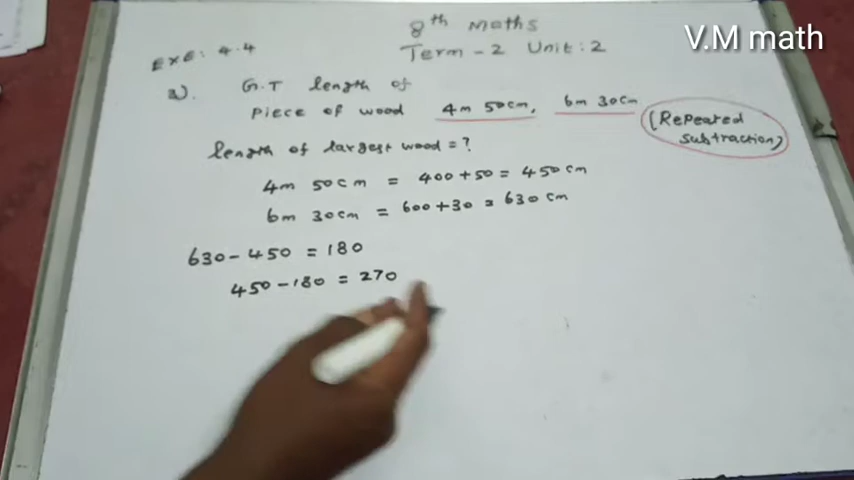 V.M math
8th Maths
Term - 2 Unit : 2
EXE : 4.4
3).
G.T length of
Piece of wood 4m 50cm, 6m 30cm
(Repeated
subtraction)
length of largest wood = ?
4m 50cm = 400+50 = 450 cm
6m 30cm = 600+30 = 630 cm
630 - 450 = 180
450 - 180 = 270